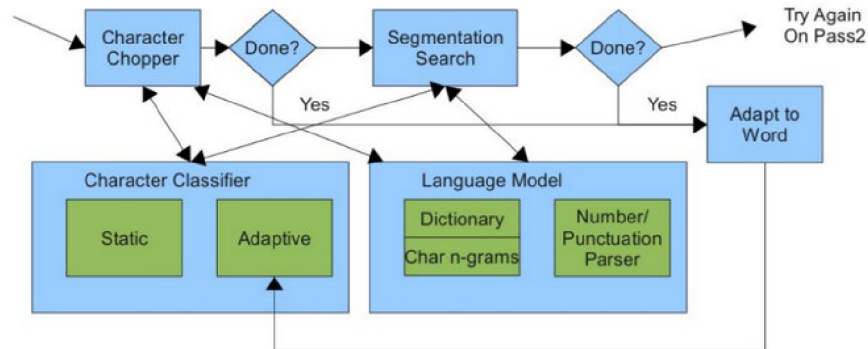 Character
Chopper
Done?
Segmentation
Search
Done?
Try Again
On Pass2
Yes
Yes
Adapt to
Word
Character Classifier
Static
Adaptive
Language Model
Dictionary
Char n-grams
Number/
Punctuation
Parser